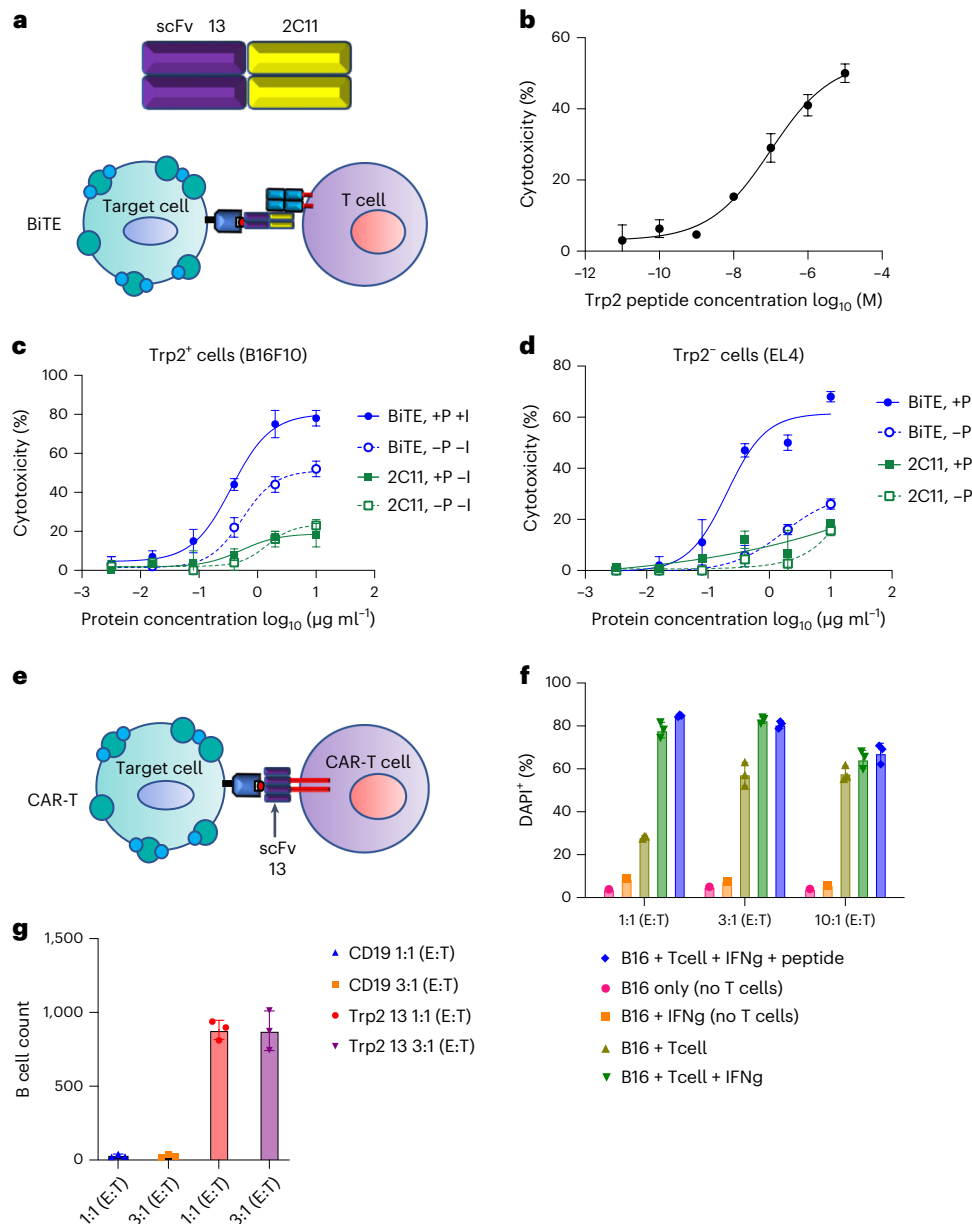 a
scFv 13 2C11
BiTE
Target cell
T cell
b
Cytotoxicity (%)
60
40
20
0
−12 −10 −8 −6 −4
Trp2 peptide concentration log10 (M)
c
Trp2+ cells (B16F10)
Cytotoxicity (%)
100
80
60
40
20
0
−3 −2 −1 0 1 2
Protein concentration log10 (µg ml−1)
BiTE, +P +I
BiTE, −P −I
2C11, +P −I
2C11, −P −I
d
Trp2− cells (EL4)
Cytotoxicity (%)
80
60
40
20
0
−3 −2 −1 0 1 2
Protein concentration log10 (µg ml−1)
BiTE, +P
BiTE, −P
2C11, +P
2C11, −P
e
CAR-T
Target cell
CAR-T cell
scFv
13
f
DAPI+ (%)
100
80
60
40
20
0
1:1 (E:T) 3:1 (E:T) 10:1 (E:T)
B16 + Tcell + IFNg + peptide
B16 only (no T cells)
B16 + IFNg (no T cells)
B16 + Tcell
B16 + Tcell + IFNg
g
B cell count
1,500
1,000
500
0
1:1 (E:T) 3:1 (E:T) 1:1 (E:T) 3:1 (E:T)
CD19 1:1 (E:T)
CD19 3:1 (E:T)
Trp2 13 1:1 (E:T)
Trp2 13 3:1 (E:T)